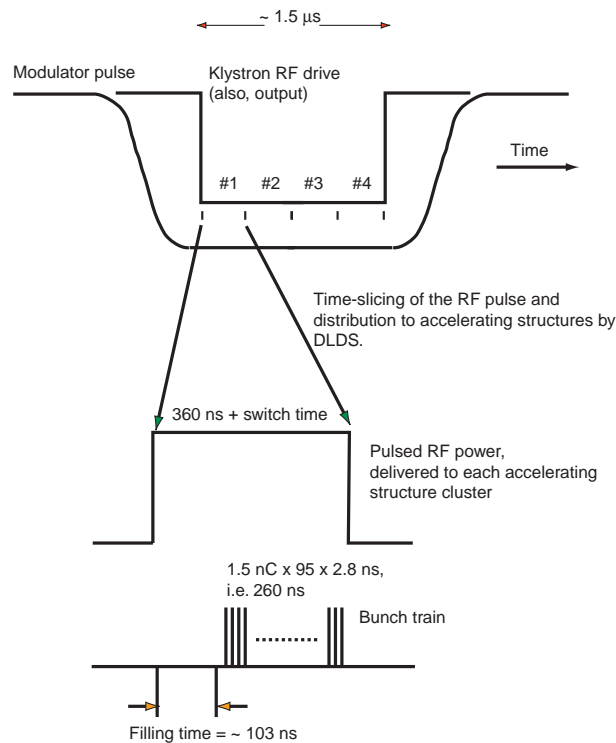 ~ 1.5 μs
Modulator pulse
Klystron RF drive
(also, output)
Time
#1 #2 #3 #4
Time-slicing of the RF pulse and
distribution to accelerating structures by
DLDS.
360 ns + switch time
Pulsed RF power,
delivered to each accelerating
structure cluster
1.5 nC x 95 x 2.8 ns,
i.e. 260 ns
Bunch train
Filling time = ~ 103 ns